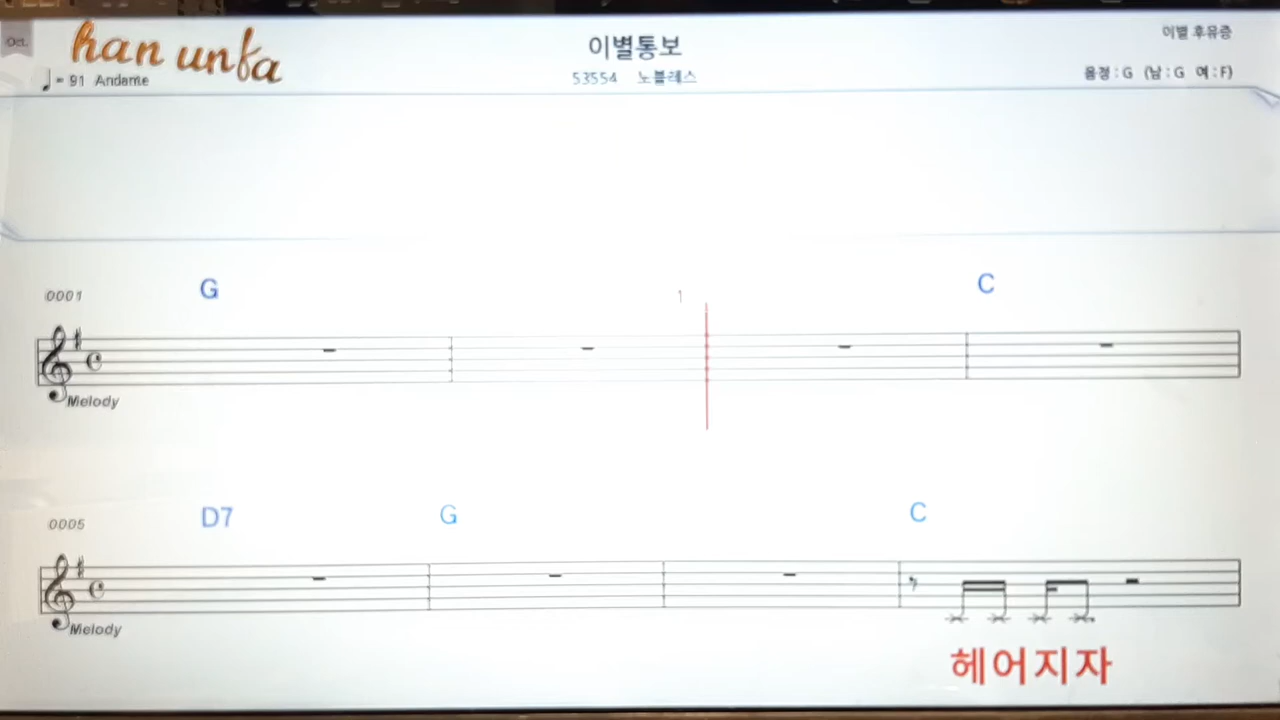 Oct.
han unfa
이별통보
이별 후유증
♩= 91 Andante
53554 노블레스
음정 : G (남 : G 여 : F)
G
C
0001
1
Melody
D7
G
C
0005
Melody
헤어지자